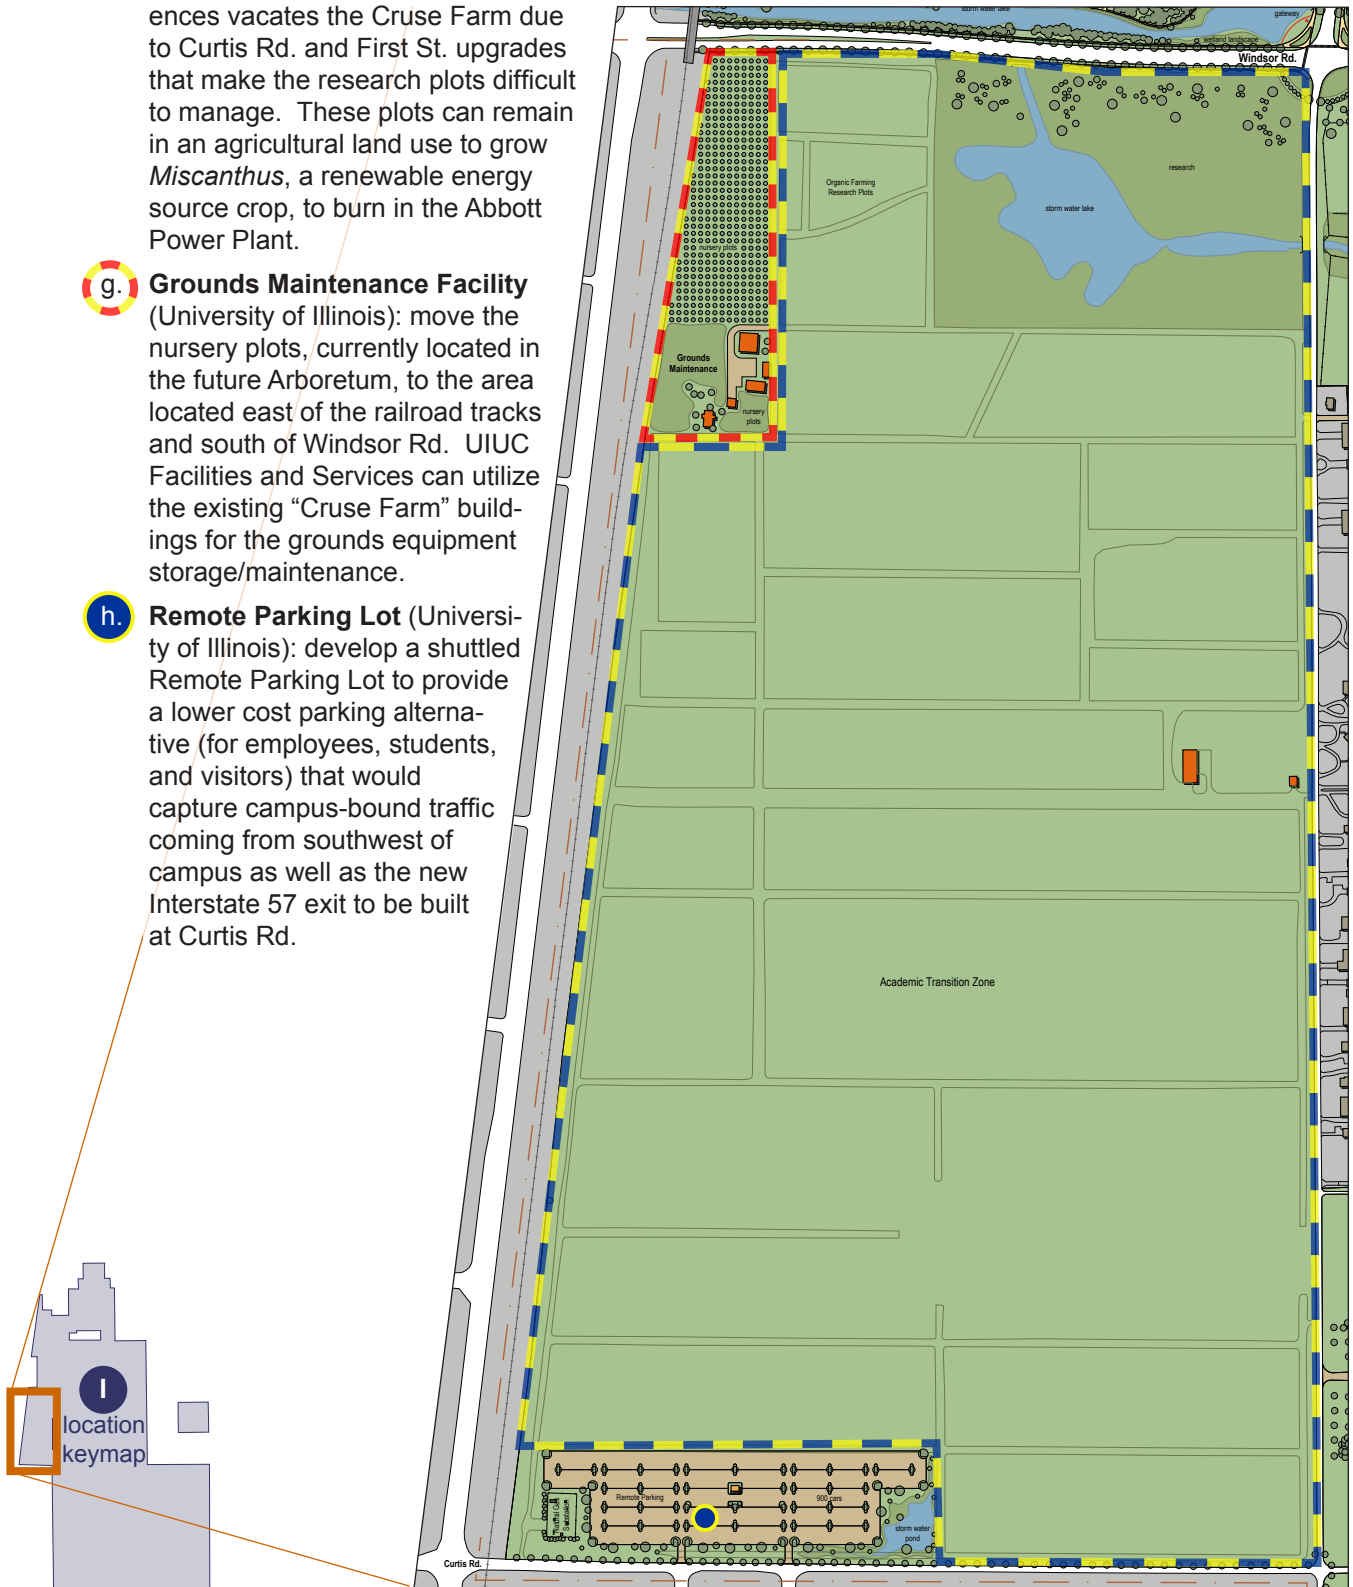 ences vacates the Cruse Farm due
to Curtis Rd. and First St. upgrades
that make the research plots difficult
to manage.  These plots can remain
in an agricultural land use to grow
Miscanthus, a renewable energy
source crop, to burn in the Abbott
Power Plant.
g. Grounds Maintenance Facility
(University of Illinois): move the
nursery plots, currently located in
the future Arboretum, to the area
located east of the railroad tracks
and south of Windsor Rd.  UIUC
Facilities and Services can utilize
the existing “Cruse Farm” build-
ings for the grounds equipment
storage/maintenance.
h. Remote Parking Lot (Universi-
ty of Illinois): develop a shuttled
Remote Parking Lot to provide
a lower cost parking alterna-
tive (for employees, students,
and visitors) that would
capture campus-bound traffic
coming from southwest of
campus as well as the new
Interstate 57 exit to be built
at Curtis Rd.
I
location
keymap
storm water lake
gateway
wetland landscape
Windsor Rd.
research
Organic Farming
Research Plots
storm water lake
nursery plots
Grounds
Maintenance
nursery
plots
Academic Transition Zone
Remote Parking
900 cars
Natural Gas
Substation
storm water
pond
Curtis Rd.